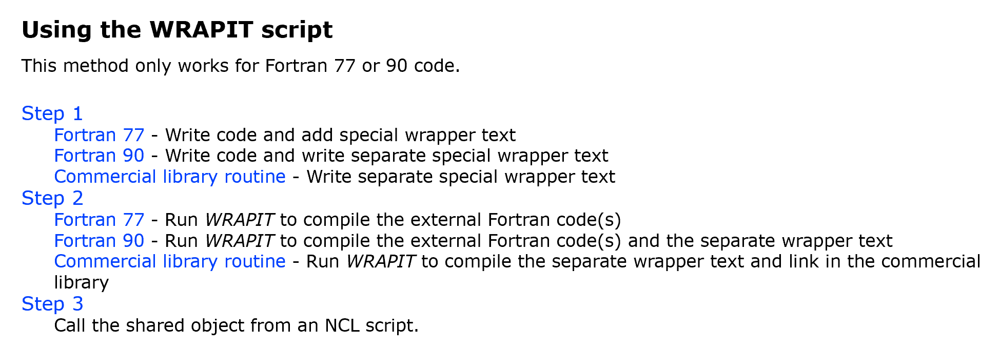 Using the WRAPIT script
This method only works for Fortran 77 or 90 code.
Step 1
Fortran 77 - Write code and add special wrapper text
Fortran 90 - Write code and write separate special wrapper text
Commercial library routine - Write separate special wrapper text
Step 2
Fortran 77 - Run WRAPIT to compile the external Fortran code(s)
Fortran 90 - Run WRAPIT to compile the external Fortran code(s) and the separate wrapper text
Commercial library routine - Run WRAPIT to compile the separate wrapper text and link in the commercial
library
Step 3
Call the shared object from an NCL script.